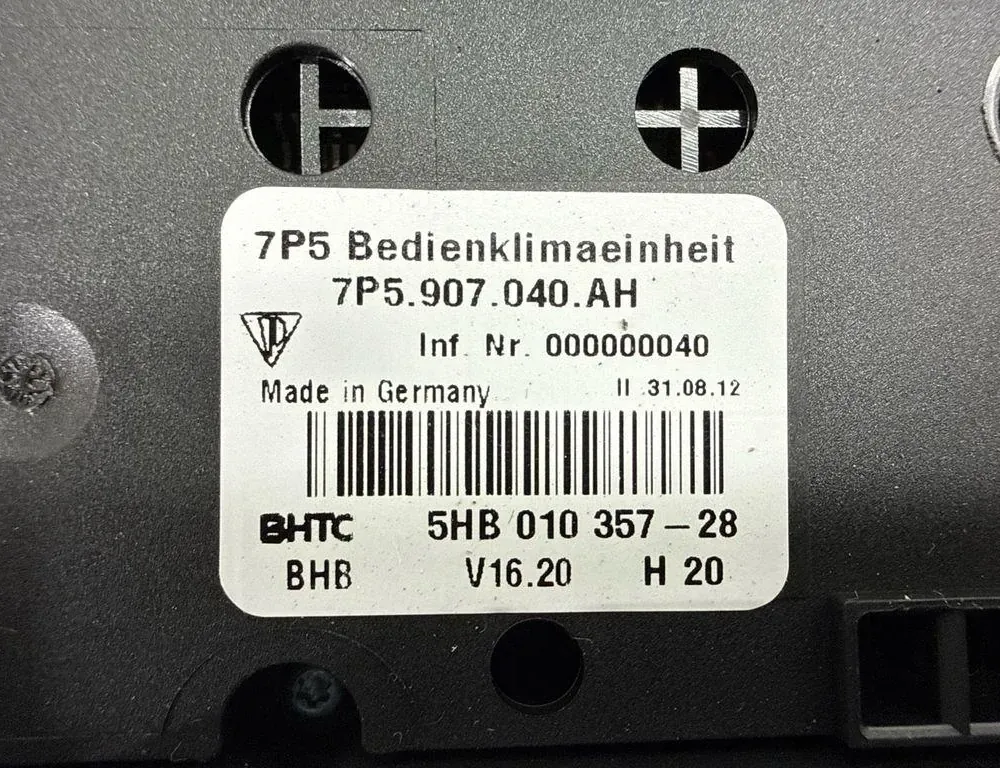 7P5 Bedienklimaeinheit
7P5.907.040.AH
Inf. Nr. 000000040
Made in Germany II .31.08.12
BHTC 5HB 010 357-28
BHB V16.20 H 20